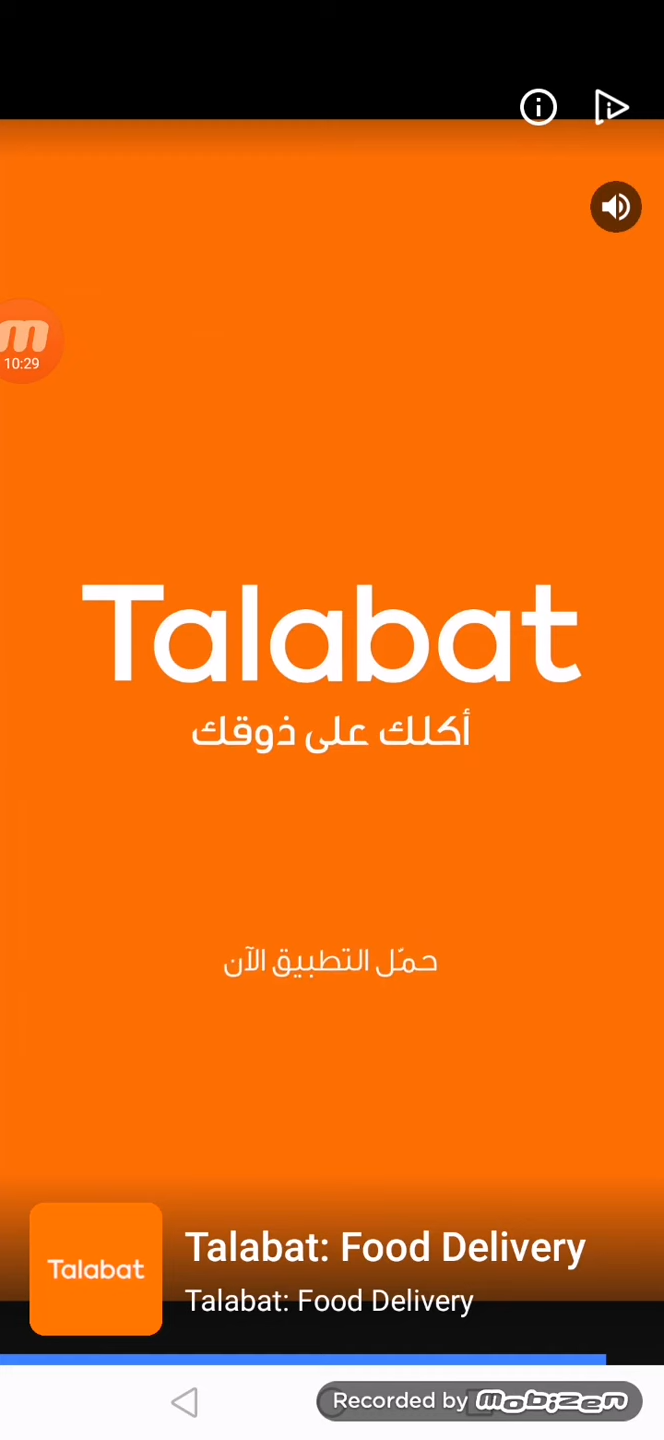 10:29
Talabat
أكلك على ذوقك
حمّل التطبيق الآن
Talabat
Talabat: Food Delivery
Talabat: Food Delivery
Recorded by mobizen